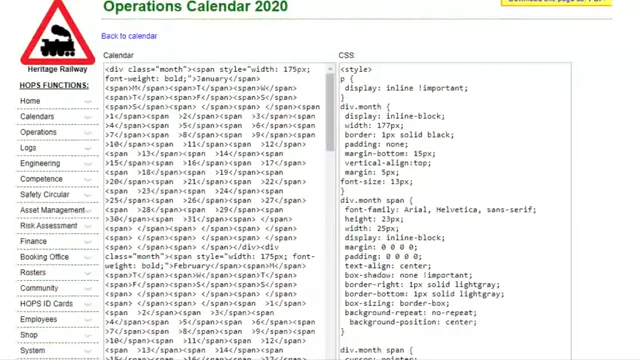 Operations Calendar 2020
Back to calendar
Heritage Railway
HOPS FUNCTIONS:
Home
Calendars
Operations
Logs
Engineering
Competence
Safety Circular
Asset Management
Risk Assessment
Finance
Booking Office
Rosters
Community
HOPS ID Cards
Employees
Shop
System
Calendar
<div class="month"><span style="width: 175px;
font-weight: bold;">January</span>
<span>M</span><span>T</span><span>W</span>
<span>T</span><span>F</span><span>S</span>
<span>S</span><span> </span><span> </span><span
>1</span><span >2</span><span >3</span><span
>4</span><span >5</span><span >6</span><span
>7</span><span >8</span><span >9</span><span
>10</span><span >11</span><span >12</span>
<span >13</span><span >14</span><span
>15</span><span >16</span><span >17</span>
<span >18</span><span >19</span><span
>20</span><span >21</span><span >22</span>
<span >23</span><span >24</span><span
>25</span><span >26</span><span >27</span>
<span >28</span><span >29</span><span
>30</span><span >31</span><span> </span>
<span> </span><span> </span><span> </span>
<span> </span><span> </span></div><div
class="month"><span style="width: 175px; font-
weight: bold;">February</span><span>M</span>
<span>T</span><span>W</span><span>T</span>
<span>F</span><span>S</span><span>S</span>
<span> </span><span> </span><span> </span>
<span> </span><span> </span><span >1</span>
<span >2</span><span >3</span><span
>4</span><span >5</span><span >6</span><span
>7</span><span >8</span><span >9</span><span
>10</span><span >11</span><span >12</span>
<span >13</span><span >14</span><span
CSS:
<style>
p {
display: inline !important;
}
div.month {
display: inline-block;
width: 177px;
border: 1px solid black;
padding: none;
margin-bottom: 15px;
vertical-align:top;
margin: 5px;
font-size: 13px;
}
div.month span {
font-family: Arial, Helvetica, sans-serif;
height: 23px;
width: 25px;
display: inline-block;
margin: 0 0 0 0;
padding: 0 0 0 0;
text-align: center;
box-shadow: none !important;
border-right: 1px solid lightgray;
border-bottom: 1px solid lightgray;
box-sizing: border-box;
background-repeat: no-repeat;
background-position: center;
}
div.month span {